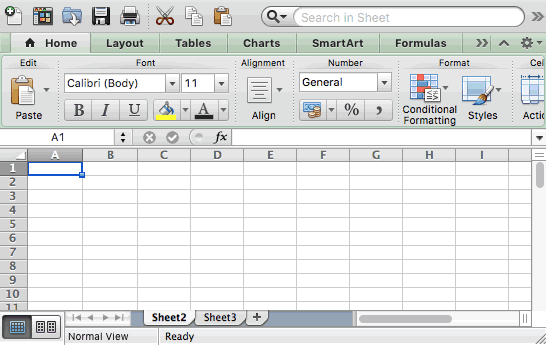 Search in Sheet
Home Layout Tables Charts SmartArt Formulas
Edit Font Alignment Number Format
Calibri (Body) 11 General
Paste B I U A Align % , Conditional Formatting Styles
A1 fx
A B C D E F G H I
1
2
3
4
5
6
7
8
9
10
11
Sheet2 Sheet3 +
Normal View Ready